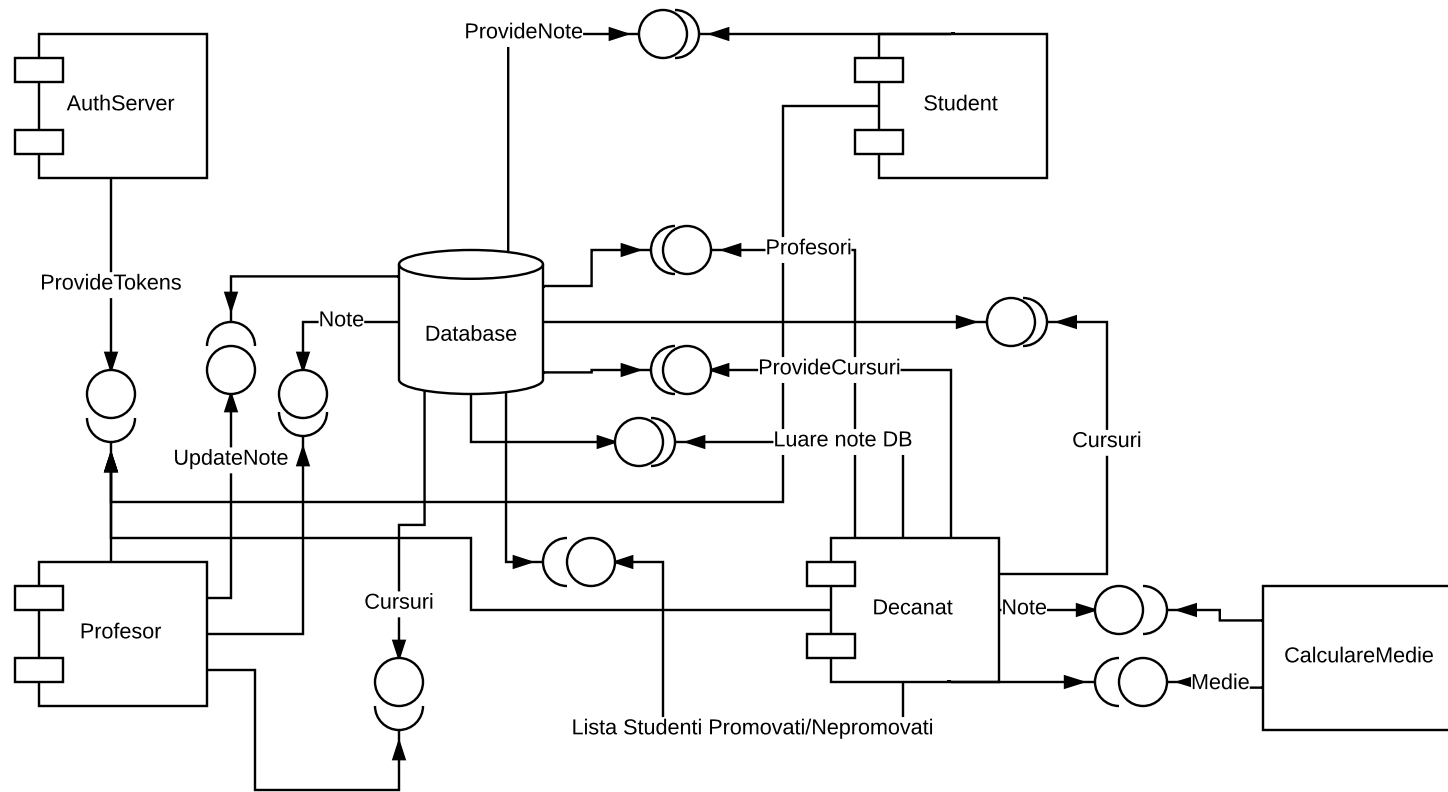 ProvideNote
AuthServer
Student
Profesori
ProvideTokens
Note
Database
ProvideCursuri
Luare note DB
Cursuri
UpdateNote
Cursuri
Decanat
Note
Profesor
CalculareMedie
Medie
Lista Studenti Promovati/Nepromovati